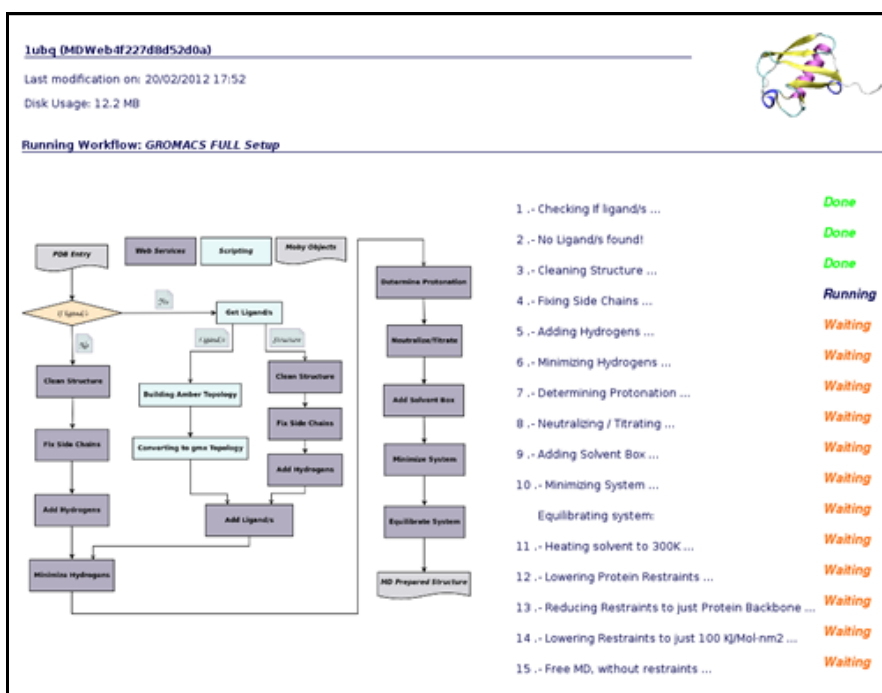 1ubq (MDWeb4f227d8d52d0a)
Last modification on: 20/02/2012 17:52
Disk Usage: 12.2 MB
Running Workflow: GROMACS FULL Setup
PDB Entry
Web Services
Scripting
Moby Objects
If ligand/s
Yes
No
Get Ligand/s
Ligand/s
Structure
Clean Structure
Fix Side Chains
Add Hydrogens
Minimize Hydrogens
Building Amber Topology
Converting to gmx Topology
Clean Structure
Fix Side Chains
Add Hydrogens
Add Ligand/s
Determine Protonation
Neutralize/Titrate
Add Solvent Box
Minimize System
Equilibrate System
MD Prepared Structure
1 .- Checking If ligand/s ... Done
2 .- No Ligand/s found! Done
3 .- Cleaning Structure ... Done
4 .- Fixing Side Chains ... Running
5 .- Adding Hydrogens ... Waiting
6 .- Minimizing Hydrogens ... Waiting
7 .- Determining Protonation ... Waiting
8 .- Neutralizing / Titrating ... Waiting
9 .- Adding Solvent Box ... Waiting
10 .- Minimizing System ... Waiting
Equilibrating system: Waiting
11 .- Heating solvent to 300K ... Waiting
12 .- Lowering Protein Restraints ... Waiting
13 .- Reducing Restraints to just Protein Backbone ... Waiting
14 .- Lowering Restraints to just 100 KJ/Mol·nm2 ... Waiting
15 .- Free MD, without restraints ... Waiting